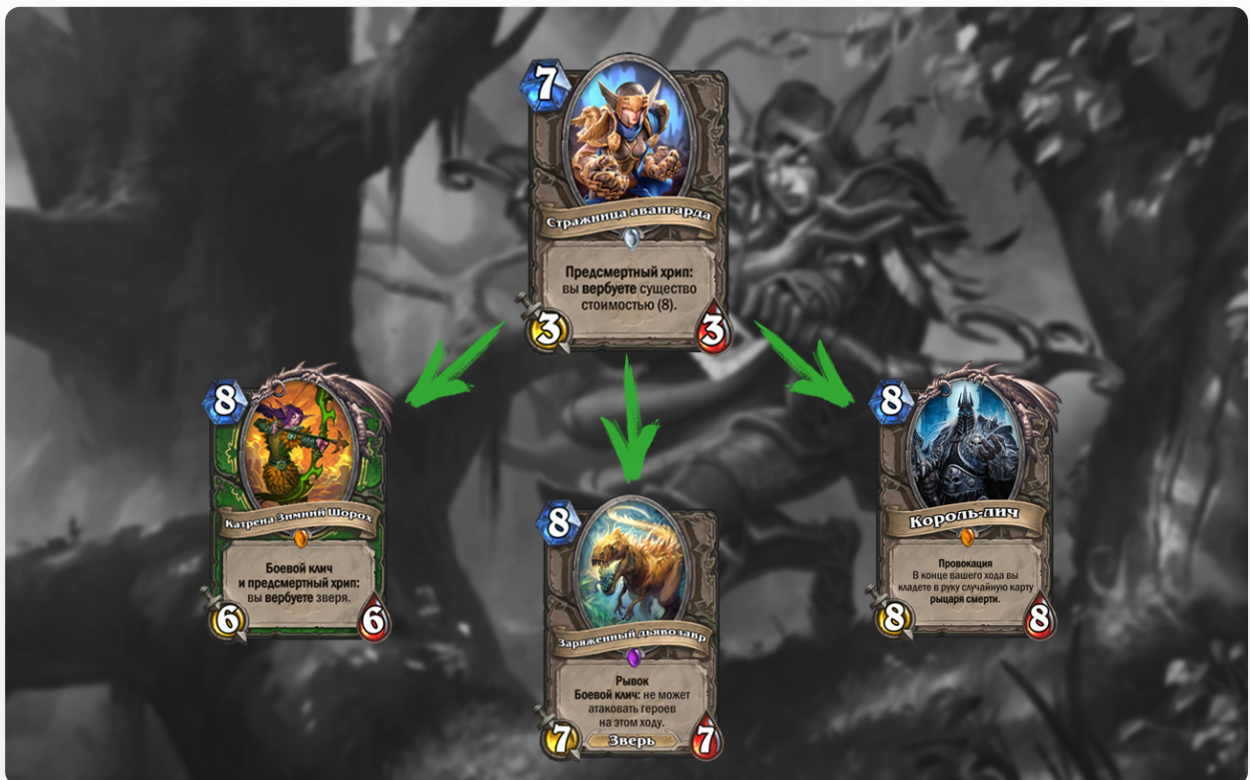 7
Стражница авангарда
Предсмертный хрип:
вы вербуете существо
стоимостью (8).
3
3
8
Катрена Зимний Шорох
Боевой клич
и предсмертный хрип:
вы вербуете зверя.
6
6
8
Заряженный дьявозавр
Рывок
Боевой клич: не может
атаковать героев
на этом ходу.
7
Зверь
7
8
Король-лич
Провокация
В конце вашего хода вы
кладете в руку случайную карту
рыцаря смерти.
8
8